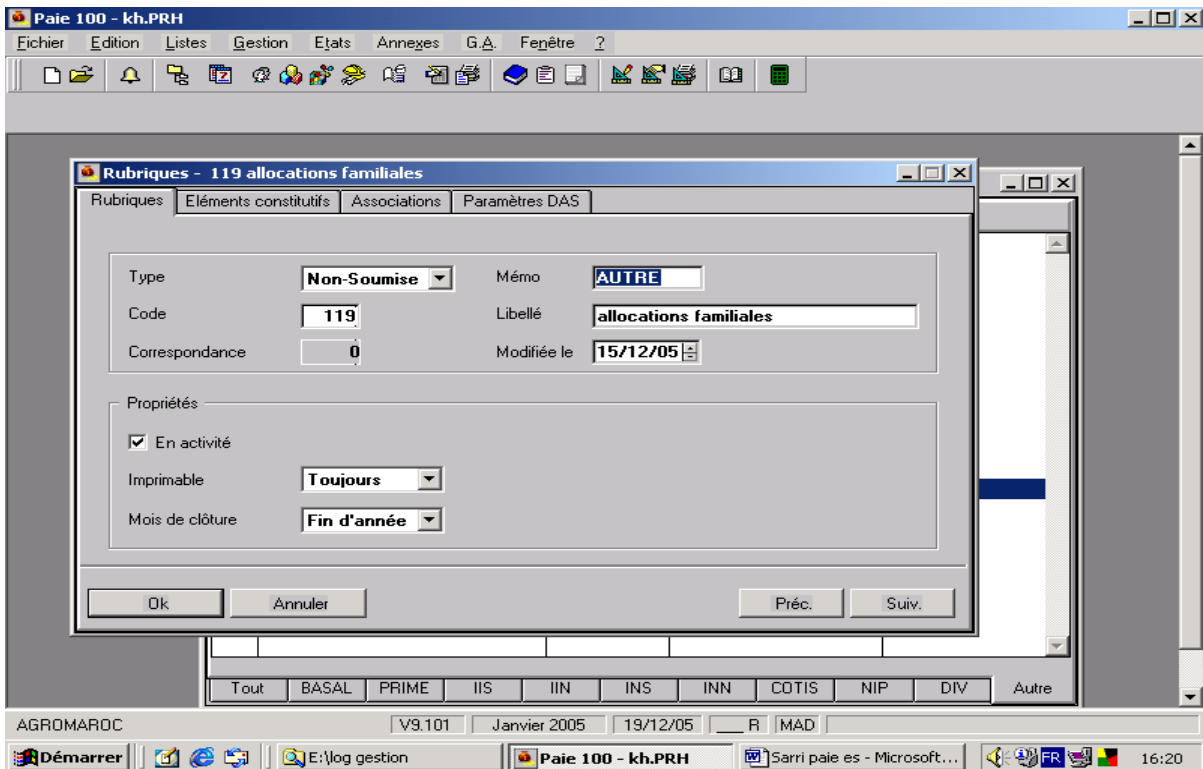 Paie 100 - kh.PRH
Fichier Edition Listes Gestion Etats Annexes G.A. Fenêtre ?
Rubriques - 119 allocations familiales
Rubriques Eléments constitutifs Associations Paramètres DAS
Type Non-Soumise Mémo AUTRE
Code 119 Libellé allocations familiales
Correspondance 0 Modifiée le 15/12/05
Propriétés
En activité
Imprimable Toujours
Mois de clôture Fin d'année
Ok Annuler Préc. Suiv.
Tout BASAL PRIME IIS IIN INS INN COTIS NIP DIV Autre
AGROMAROC V9.101 Janvier 2005 19/12/05 ___ R MAD
Démarrer E:\log gestion Paie 100 - kh.PRH Sarri paie es - Microsoft... FR 16:20